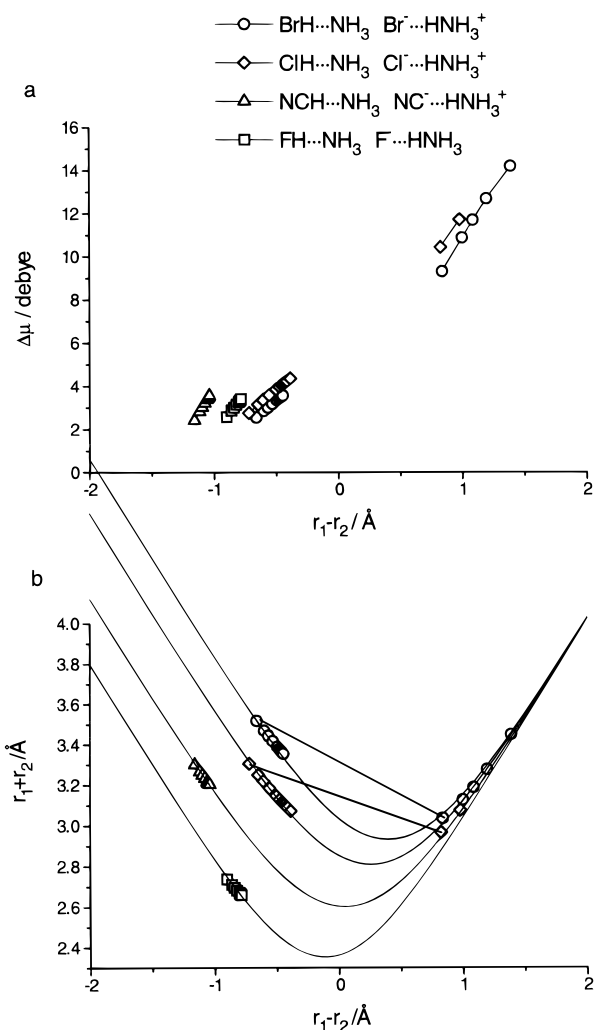 BrH···NH₃ Br⁻···HNH₃⁺
ClH···NH₃ Cl⁻···HNH₃⁺
NCH···NH₃ NC⁻···HNH₃⁺
FH···NH₃ F⁻···HNH₃
a
16
14
12
10
8
6
4
2
0
Δμ / debye
-2 -1 0 1 2
r₁-r₂ / Å
b
4.0
3.8
3.6
3.4
3.2
3.0
2.8
2.6
2.4
r₁+r₂/Å
-2 -1 0 1 2
r₁-r₂ / Å